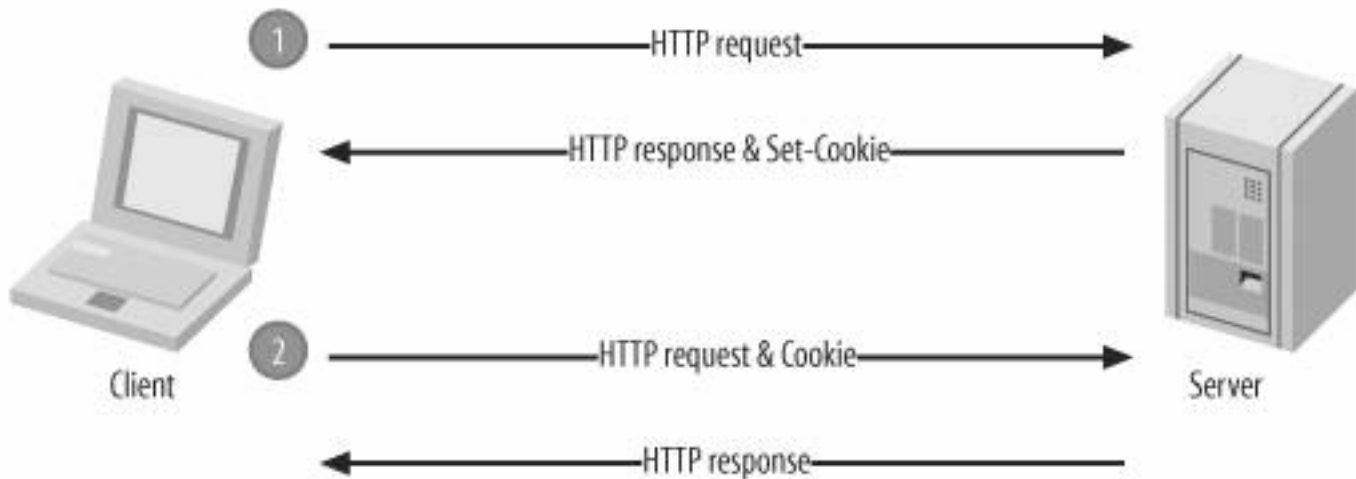 1
HTTP request
HTTP response & Set-Cookie
2
HTTP request & Cookie
Client
Server
HTTP response